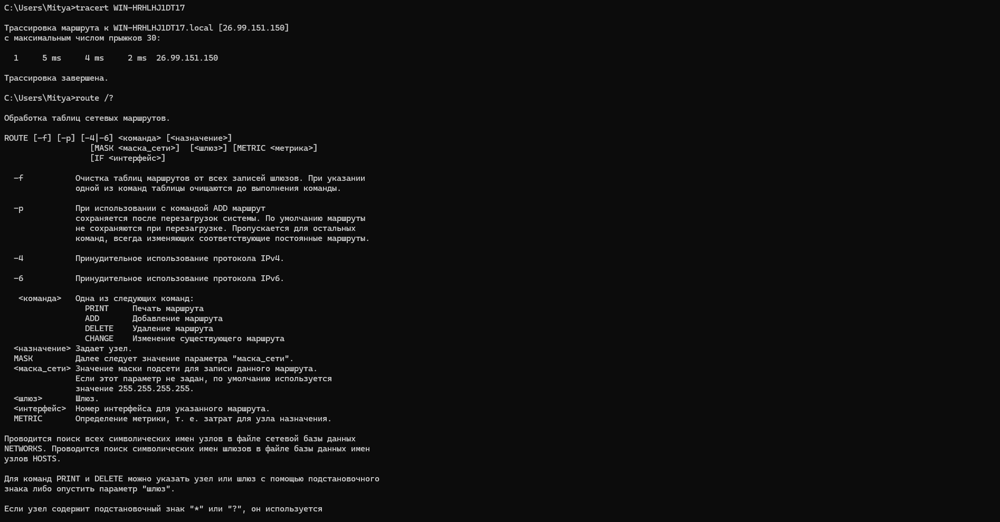 C:\Users\Mitya>tracert WIN-HRHLHJ1DT17
Трассировка маршрута к WIN-HRHLHJ1DT17.local [26.99.151.150]
с максимальным числом прыжков 30:
1 5 ms 4 ms 2 ms 26.99.151.150
Трассировка завершена.
C:\Users\Mitya>route /?
Обработка таблиц сетевых маршрутов.
ROUTE [-f] [-p] [-4|-6] <команда> [<назначение>]
[MASK <маска_сети>] [<шлюз>] [METRIC <метрика>]
[IF <интерфейс>]
-f Очистка таблиц маршрутов от всех записей шлюзов. При указании
одной из команд таблицы очищаются до выполнения команды.
-p При использовании с командой ADD маршрут
сохраняется после перезагрузок системы. По умолчанию маршруты
не сохраняются при перезагрузке. Пропускается для остальных
команд, всегда изменяющих соответствующие постоянные маршруты.
-4 Принудительное использование протокола IPv4.
-6 Принудительное использование протокола IPv6.
<команда> Одна из следующих команд:
PRINT Печать маршрута
ADD Добавление маршрута
DELETE Удаление маршрута
CHANGE Изменение существующего маршрута
<назначение> Задает узел.
MASK Далее следует значение параметра "маска_сети".
<маска_сети> Значение маски подсети для записи данного маршрута.
Если этот параметр не задан, по умолчанию используется
значение 255.255.255.255.
<шлюз> Шлюз.
<интерфейс> Номер интерфейса для указанного маршрута.
METRIC Определение метрики, т. е. затрат для узла назначения.
Проводится поиск всех символических имен узлов в файле сетевой базы данных
NETWORKS. Проводится поиск символических имен шлюзов в файле базы данных имен
узлов HOSTS.
Для команд PRINT и DELETE можно указать узел или шлюз с помощью подстановочного
знака либо опустить параметр "шлюз".
Если узел содержит подстановочный знак "*" или "?", он используется